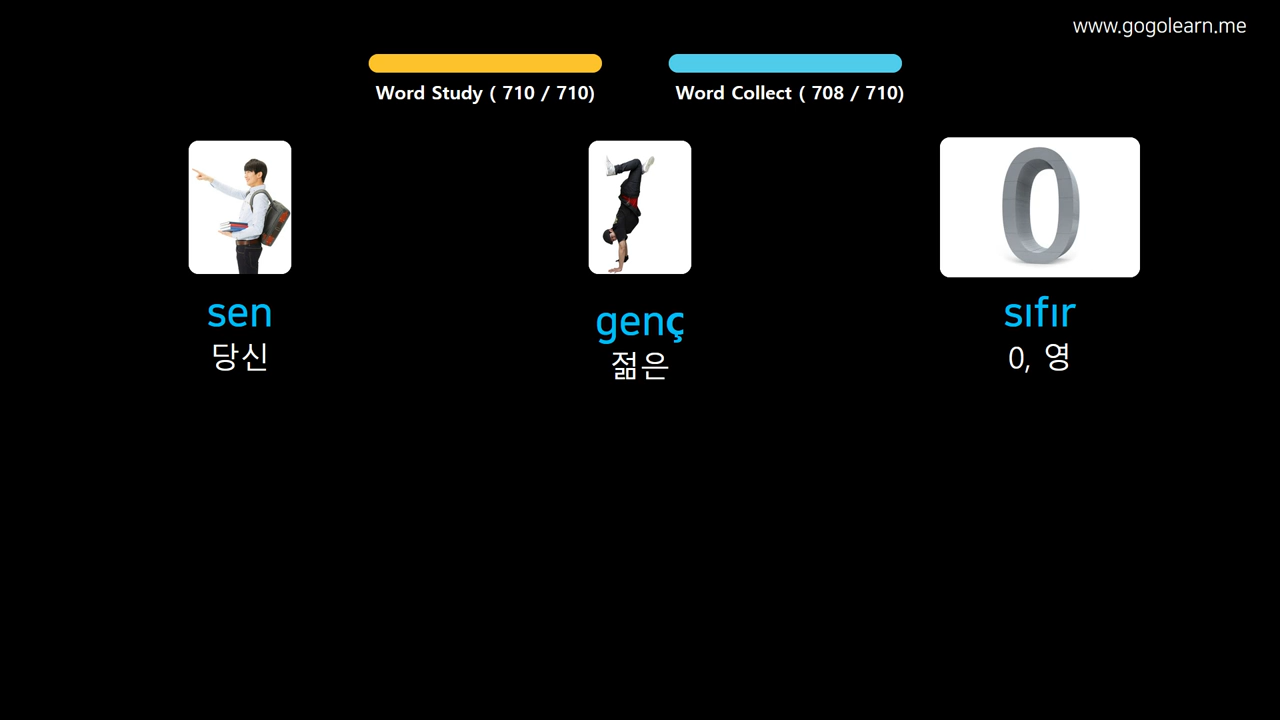 www.gogolearn.me
Word Study ( 710 / 710)
Word Collect ( 708 / 710)
sen
당신
genç
젊은
sıfır
0, 영